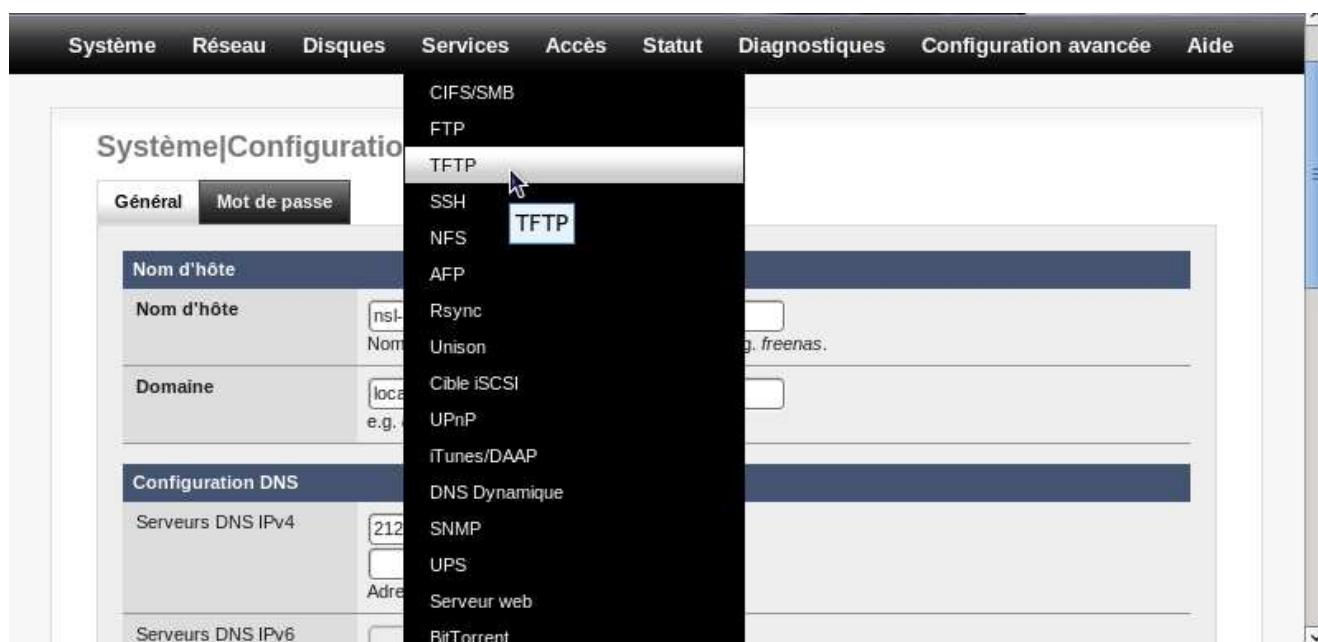 Système Réseau Disques Services Accès Statut Diagnostiques Configuration avancée Aide
CIFS/SMB
FTP
TFTP
SSH
NFS
AFP
Rsync
Unison
Cible iSCSI
UPnP
iTunes/DAAP
DNS Dynamique
SNMP
UPS
Serveur web
BitTorrent
TFTP
Système|Configuratio
Général Mot de passe
Nom d'hôte
Nom d'hôte
nsl-
Nom
g. freenas.
Domaine
loca
e.g.
Configuration DNS
Serveurs DNS IPv4
212
Adre
Serveurs DNS IPv6